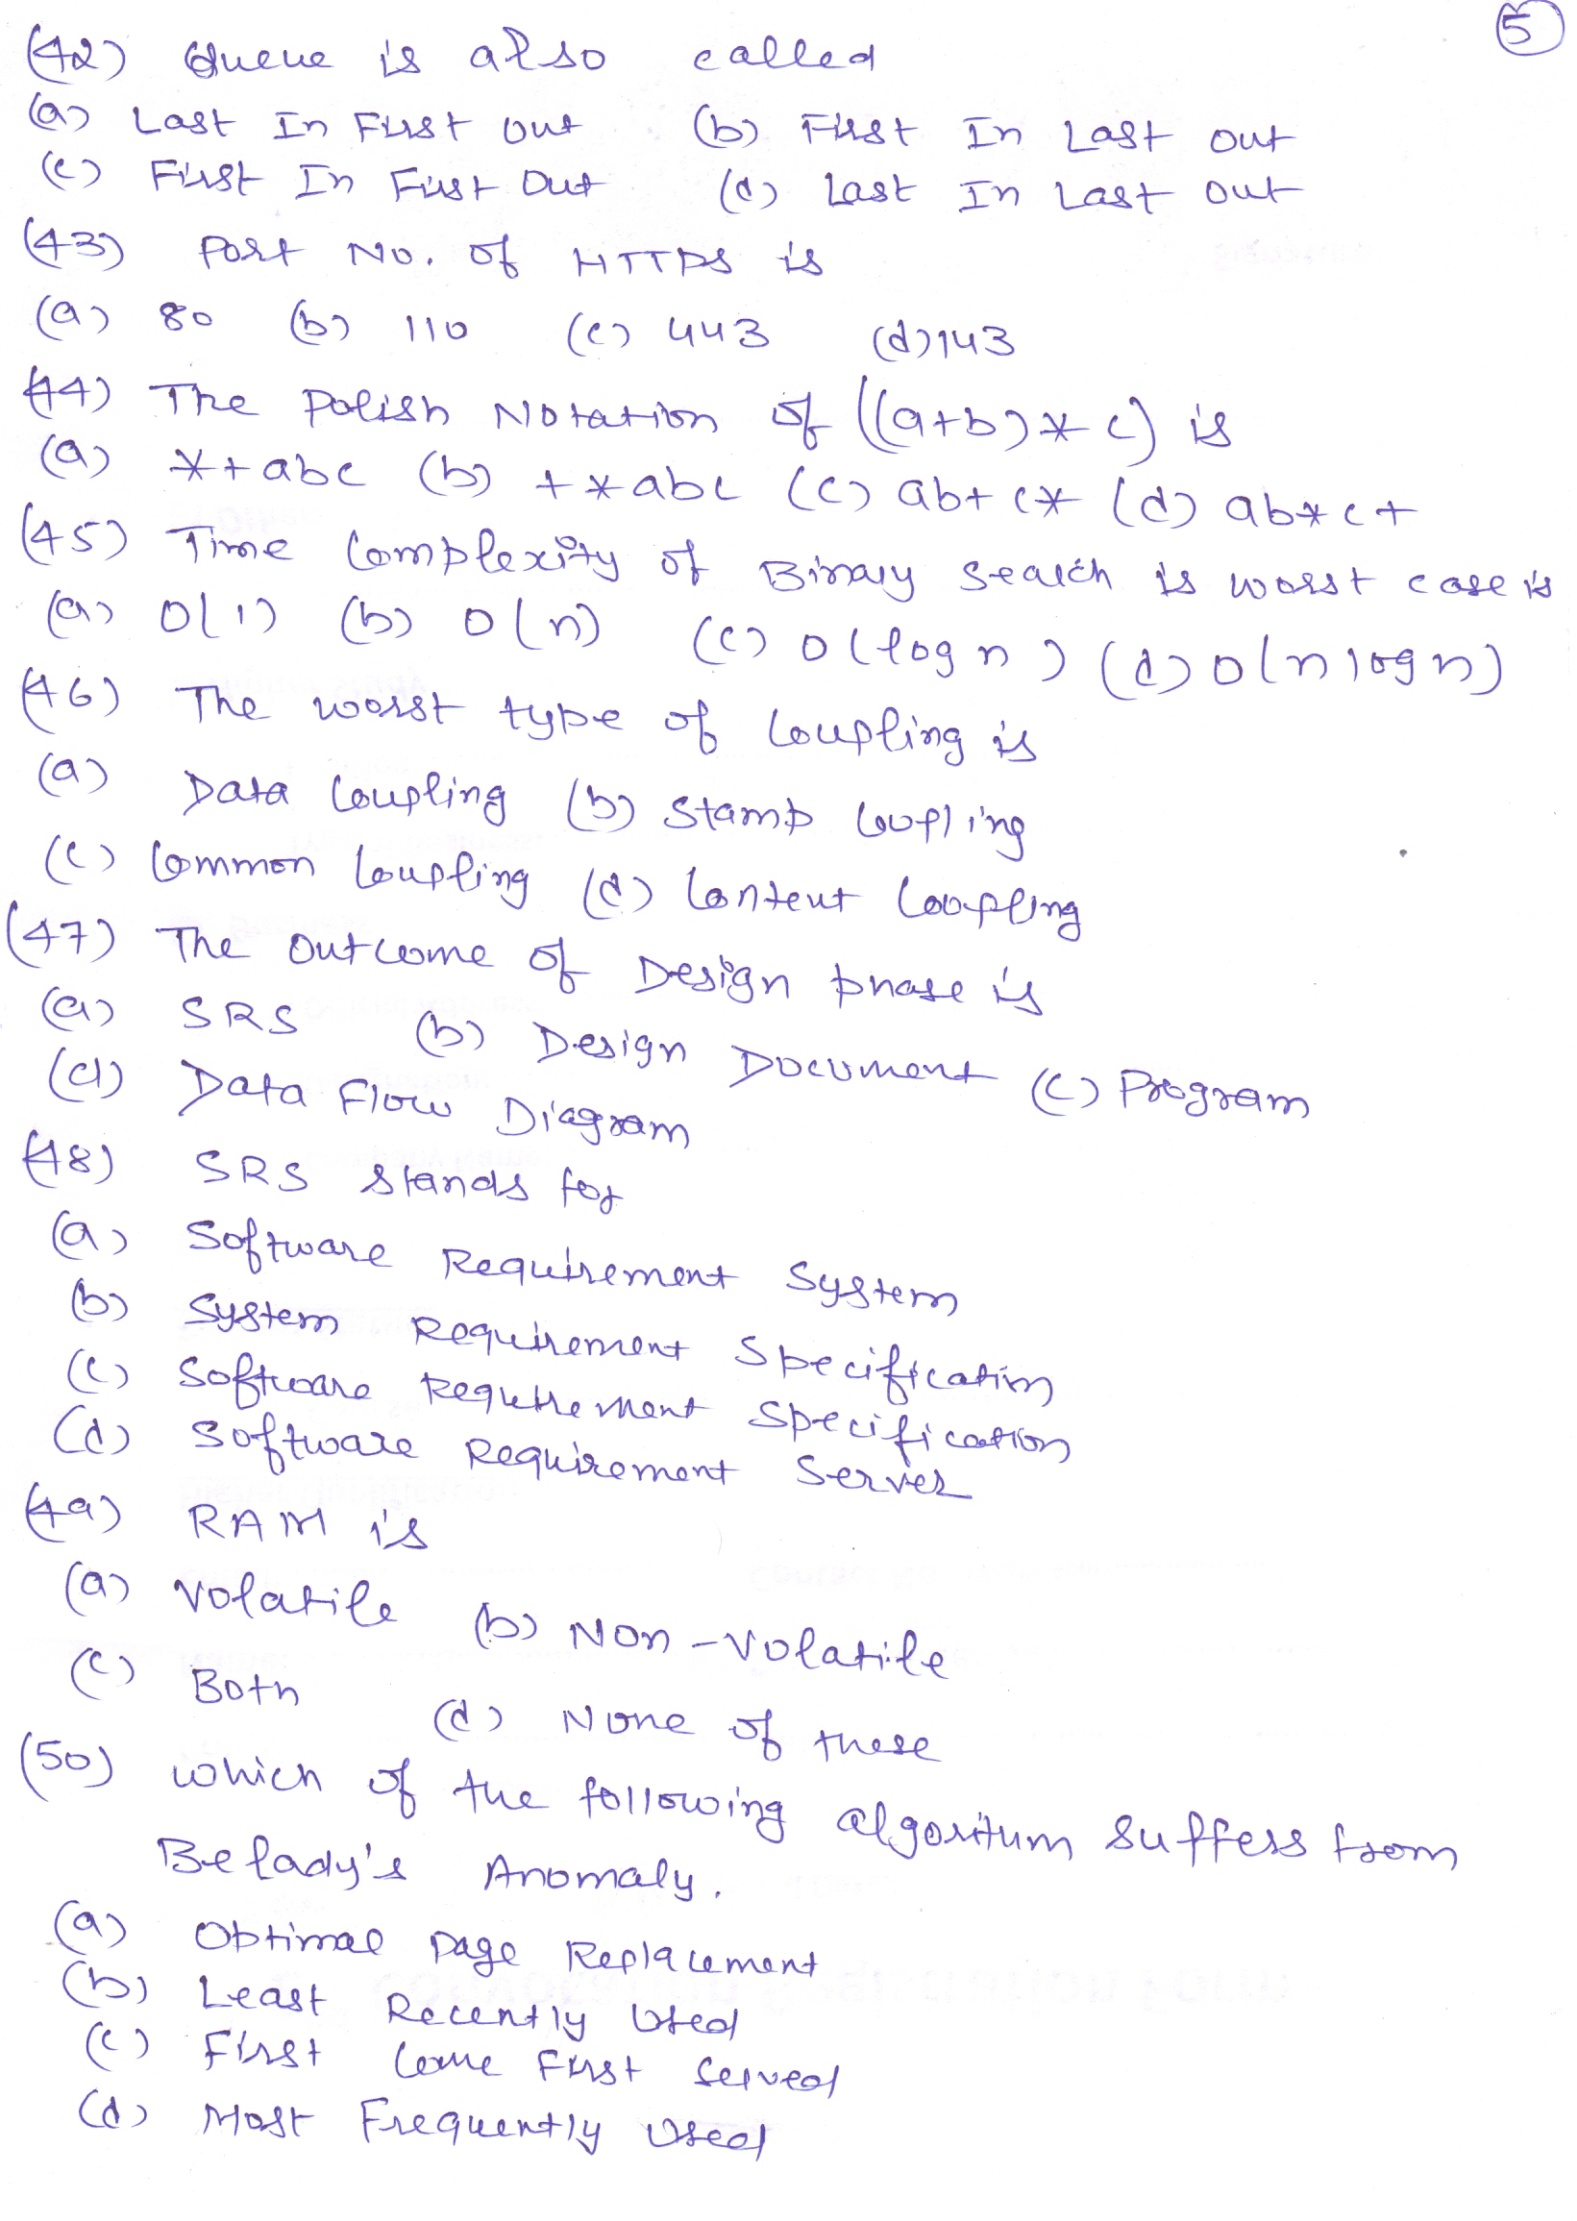 5
(42) Queue is also called
(a) Last In First Out (b) First In Last Out
(c) First In First Out (d) Last In Last Out
(43) Port No. of HTTPS is
(a) 80 (b) 110 (c) 443 (d) 143
(44) The Polish Notation of ((a+b)*c) is
(a) *+abc (b) +*abc (c) ab+c* (d) ab*c+
(45) Time Complexity of Binary Search is worst case is
(a) O(1) (b) O(n) (c) O(log n) (d) O(n log n)
(46) The worst type of Coupling is
(a) Data Coupling (b) Stamp Coupling
(c) Common Coupling (d) Content Coupling
(47) The Outcome of Design phase is
(a) SRS (b) Design Document (c) Program
(d) Data Flow Diagram
(48) SRS stands for
(a) Software Requirement System
(b) System Requirement Specification
(c) Software Requirement Specification
(d) Software Requirement Server
(49) RAM is
(a) Volatile (b) Non-Volatile
(c) Both (d) None of these
(50) which of the following algoritum suffers from
Belady's Anomaly.
(a) Optimal Page Replacement
(b) Least Recently Used
(c) First Come First Served
(d) Most Frequently Used